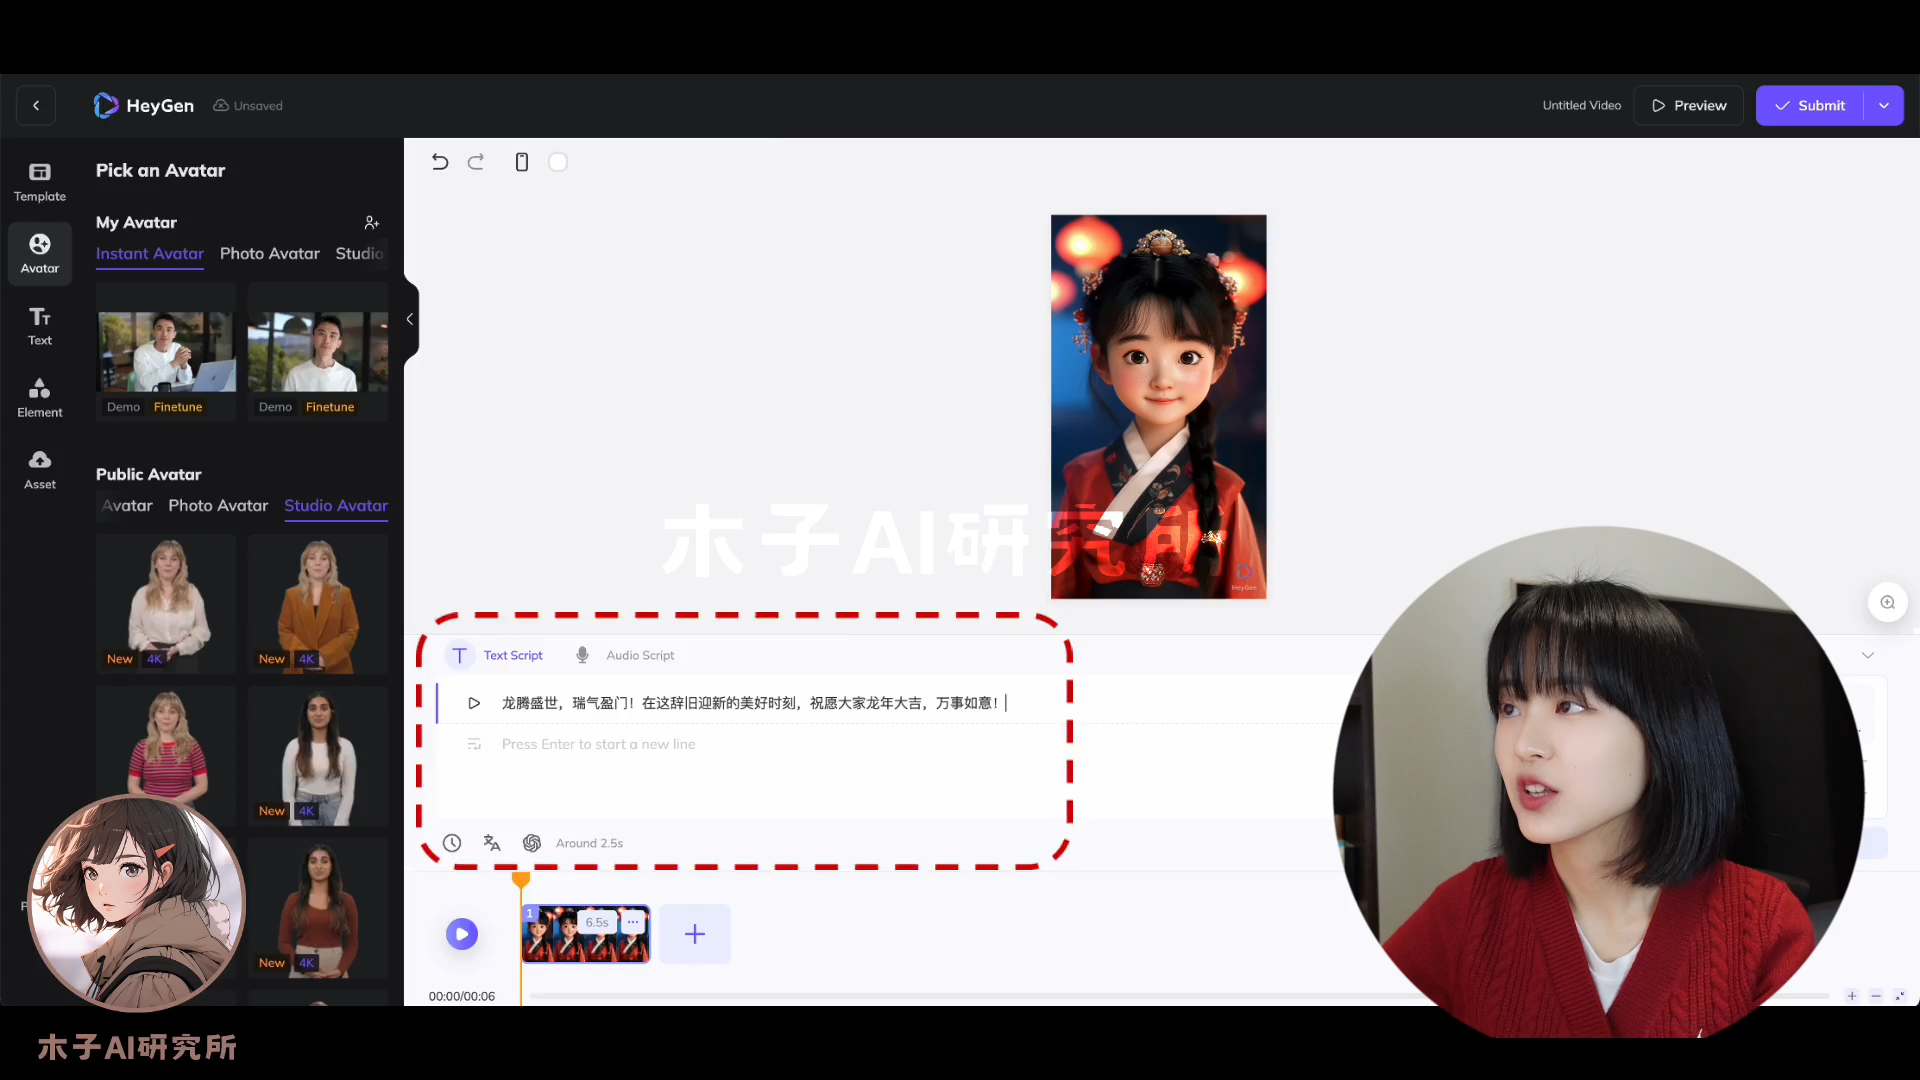 HeyGen
Unsaved
Untitled Video
Preview
Submit
Template
Avatar
Text
Element
Asset
Pick an Avatar
My Avatar
Instant Avatar
Photo Avatar
Studio
Demo
Finetune
Demo
Finetune
Public Avatar
Avatar
Photo Avatar
Studio Avatar
New
4K
New
4K
New
4K
New
4K
HeyGen
木子AI研究所
Text Script
Audio Script
龙腾盛世，瑞气盈门！在这辞旧迎新的美好时刻，祝愿大家龙年大吉，万事如意！
Press Enter to start a new line
Around 2.5s
1
6.5s
00:00/00:06
木子AI研究所